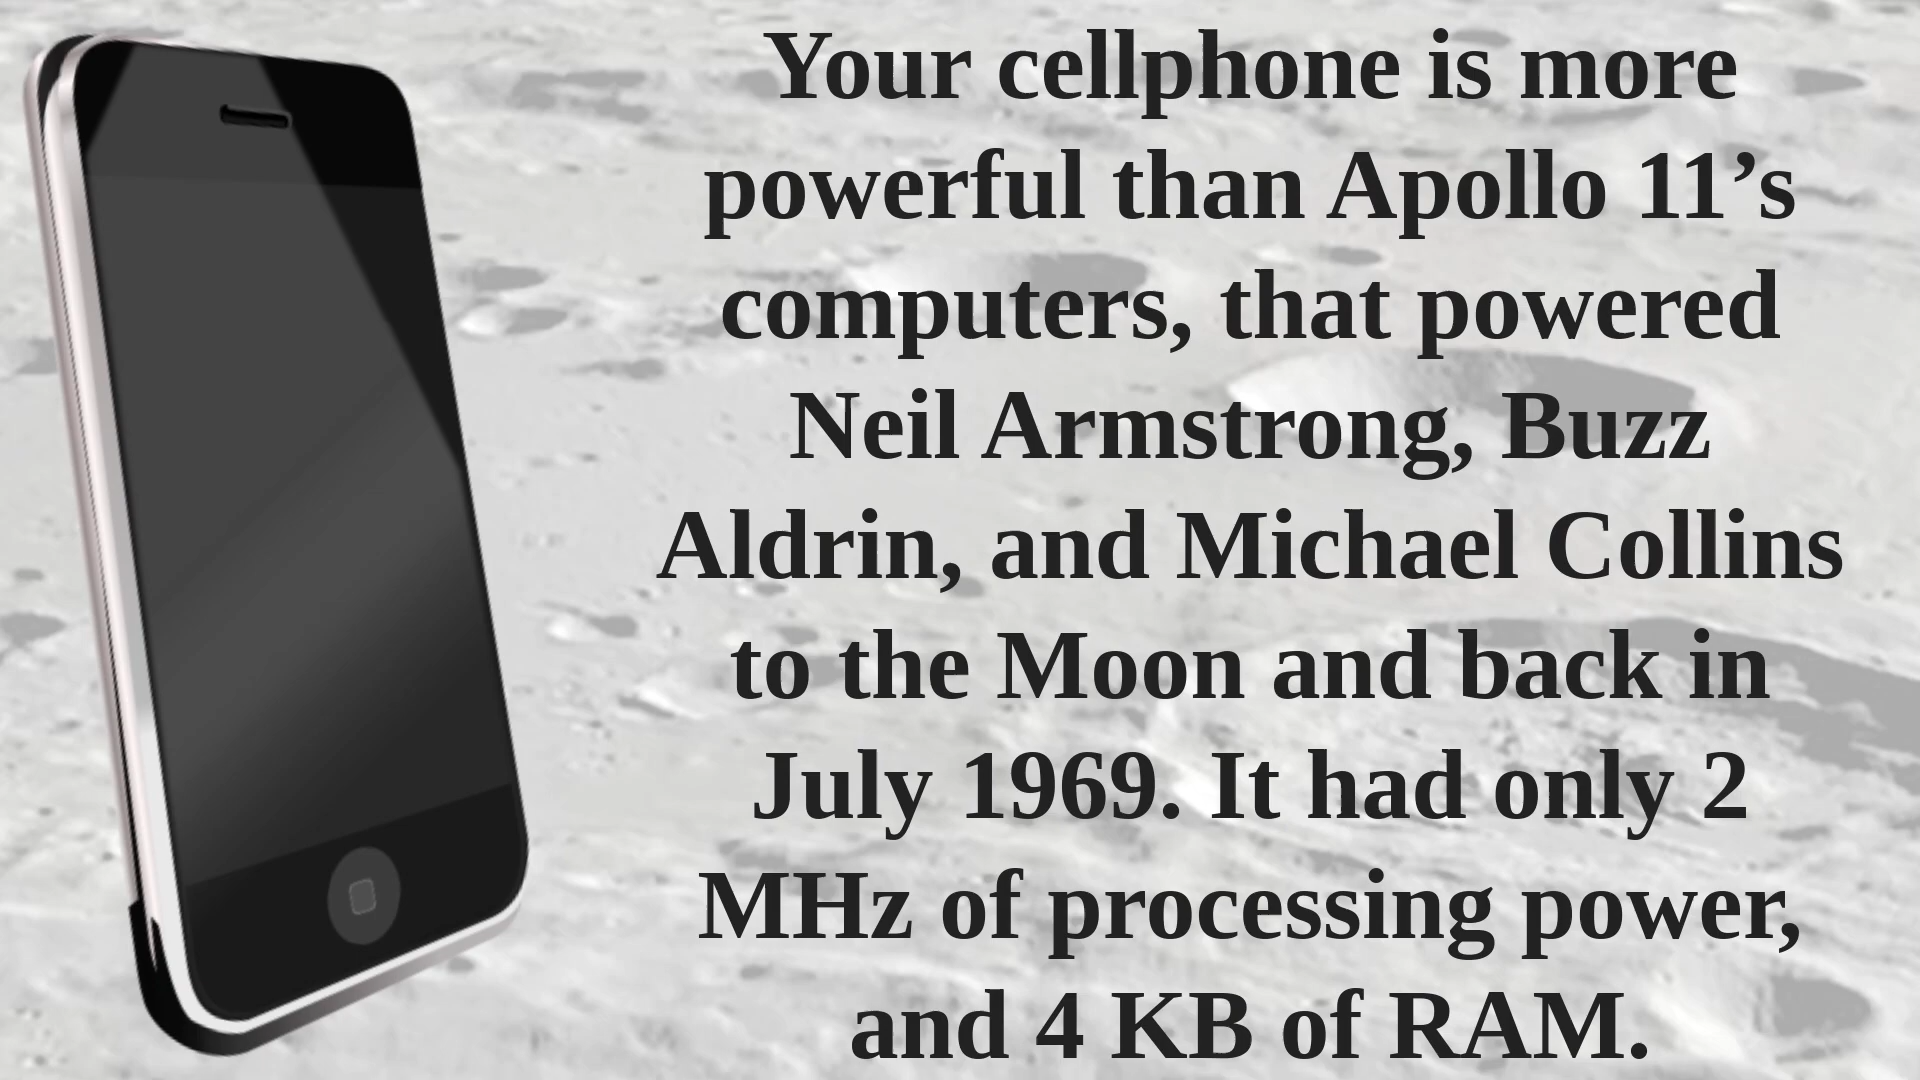 Your cellphone is more
powerful than Apollo 11’s
computers, that powered
Neil Armstrong, Buzz
Aldrin, and Michael Collins
to the Moon and back in
July 1969. It had only 2
MHz of processing power,
and 4 KB of RAM.